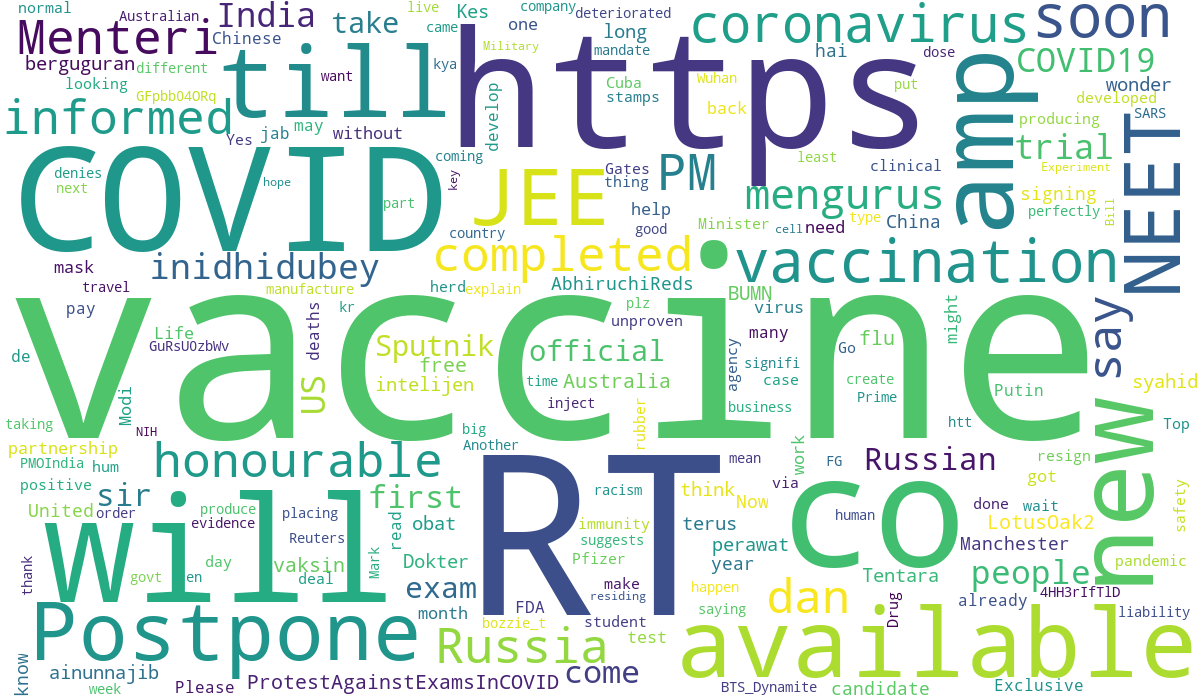 normal
Australian
India
take
Kes
company
deteriorated
live
one
came
coronavirus
soon
Menteri
Chinese
till
https
Military
long
mandate
hai
amp
COVID19
berguguran
different
want
kya
Wuhan
dose
wonder
looking
GFpbbO4ORq
develop
Cuba
stamps
back
put
developed
informed
Yes
jab
may
without
producing
SARS
NEET
COVID
denies
next
hope
part
coming
key
JEE
Gates
thing
PM
least
clinical
trial
Experiment
signing
perfectly
Bill
help
good
mengurus
type
Minister
cell
need
China
country
mask
travel
inidhidubey
completed
vaccination
manufacture
herd
explain
AbhiruchiReds
BUMN
virus
say
pay
kr
plz
unproven
many
might
Life
GuRsUOzbWv
deaths
Sputnik
free
intelijen
official
time
Australia
inject
agency
signifi
case
Go
flu
create
Prime
Putin
syahid
de
vaccine
US
Modi
NIH
rubber
business
htt
new
Top
taking
partnership
PMOIndia
hum
positive
big
Another
mean
work
via
FG
Russian
resign
got
honourable
sir
United
order
produce
evidence
placing
Reuters
first
read
obat
RT
racism
immunity
suggests
Pfizer
think
Now
terus
perawat
year
co
human
done
wait
LotusOak2
Manchester
safety
pandemic
will
thank
govt
day
en
vaksin
deal
Mark
Dokter
exam
month
FDA
bozzie_t
make
residing
student
test
happen
saying
dan
Tentara
Drug
people
already
4HH3rIfTlD
liability
Postpone
know
ainunnajib
week
Please
ProtestAgainstExamsInCOVID
Russia
come
available
BTS_Dynamite
candidate
Exclusive